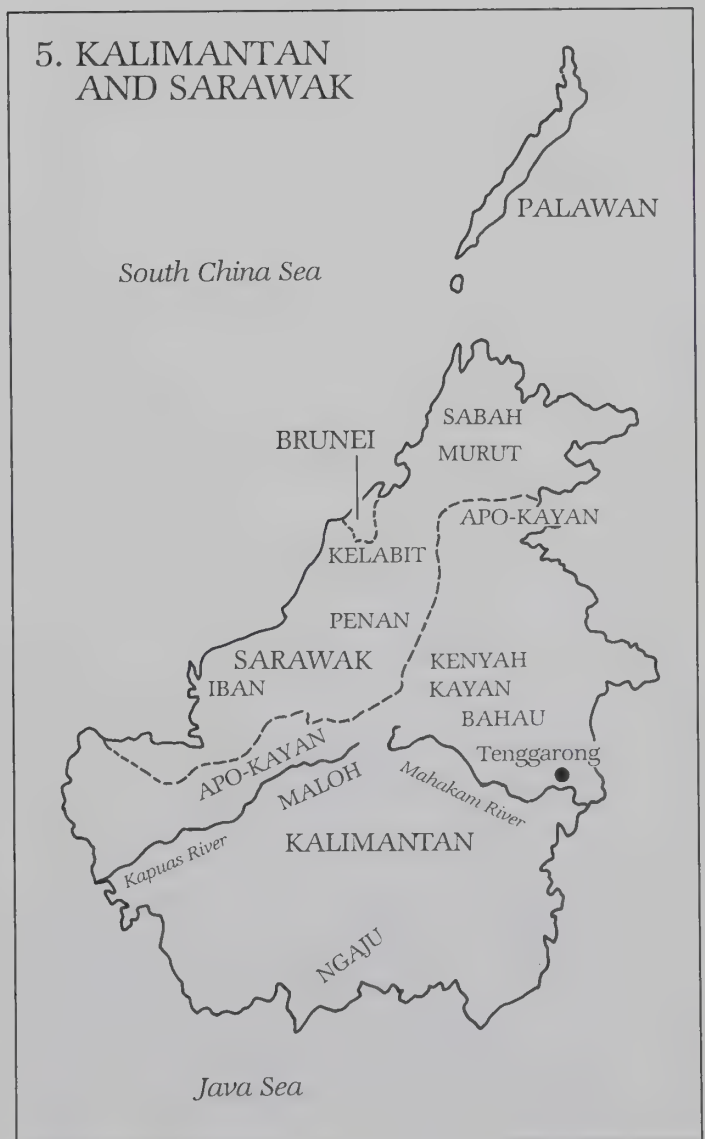 5. KALIMANTAN
AND SARAWAK
PALAWAN
South China Sea
SABAH
BRUNEI
MURUT
APO-KAYAN
KELABIT
PENAN
SARAWAK
KENYAH
IBAN
KAYAN
BAHAU
APO-KAYAN
Tenggarong
MALOH
Mahakam River
Kapuas River
KALIMANTAN
NGAJU
Java Sea